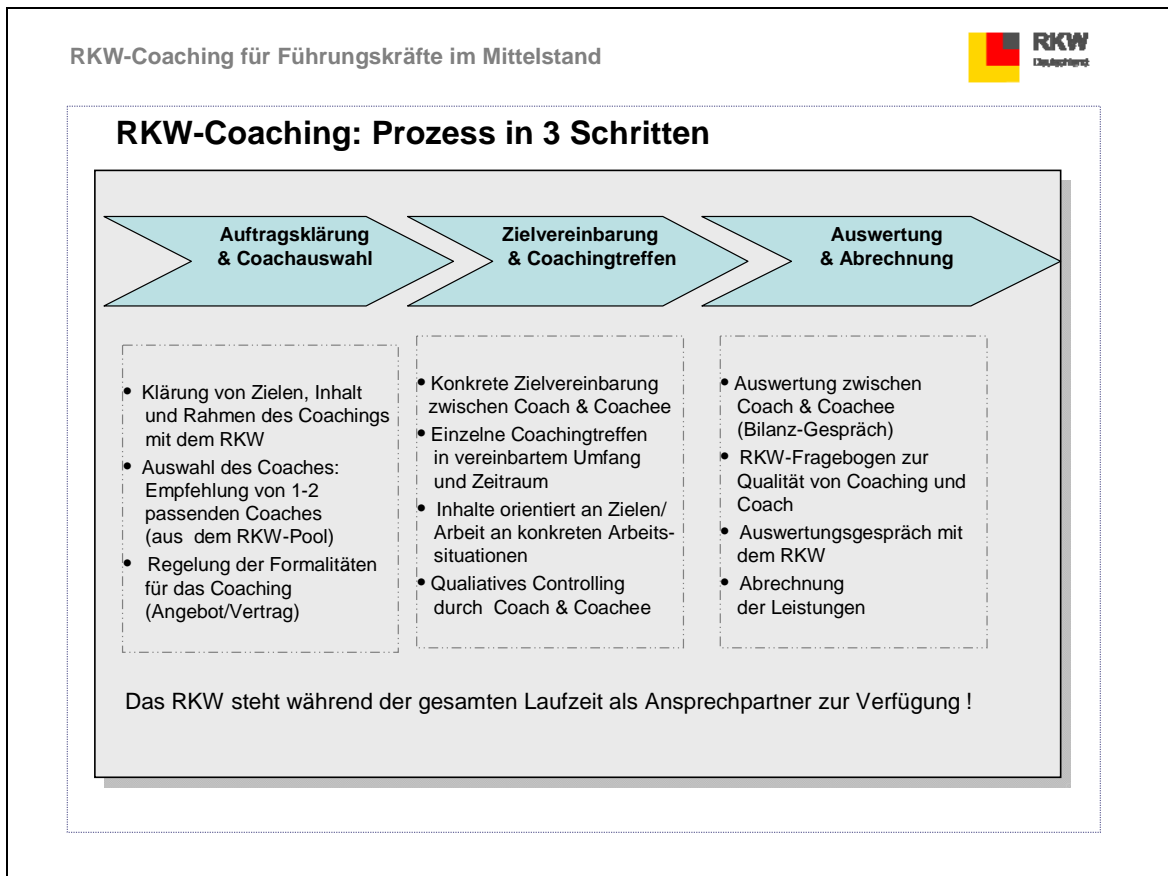 RKW-Coaching für Führungskräfte im Mittelstand
RKW
Deutschland
RKW-Coaching: Prozess in 3 Schritten
Auftragsklärung
& Coachauswahl
Zielvereinbarung
& Coachingtreffen
Auswertung
& Abrechnung
• Klärung von Zielen, Inhalt
und Rahmen des Coachings
mit dem RKW
• Auswahl des Coaches:
Empfehlung von 1-2
passenden Coaches
(aus dem RKW-Pool)
• Regelung der Formalitäten
für das Coaching
(Angebot/Vertrag)
• Konkrete Zielvereinbarung
zwischen Coach & Coachee
• Einzelne Coachingtreffen
in vereinbartem Umfang
und Zeitraum
• Inhalte orientiert an Zielen/
Arbeit an konkreten Arbeits-
situationen
• Qualiatives Controlling
durch Coach & Coachee
• Auswertung zwischen
Coach & Coachee
(Bilanz-Gespräch)
• RKW-Fragebogen zur
Qualität von Coaching und
Coach
• Auswertungsgespräch mit
dem RKW
• Abrechnung
der Leistungen
Das RKW steht während der gesamten Laufzeit als Ansprechpartner zur Verfügung !